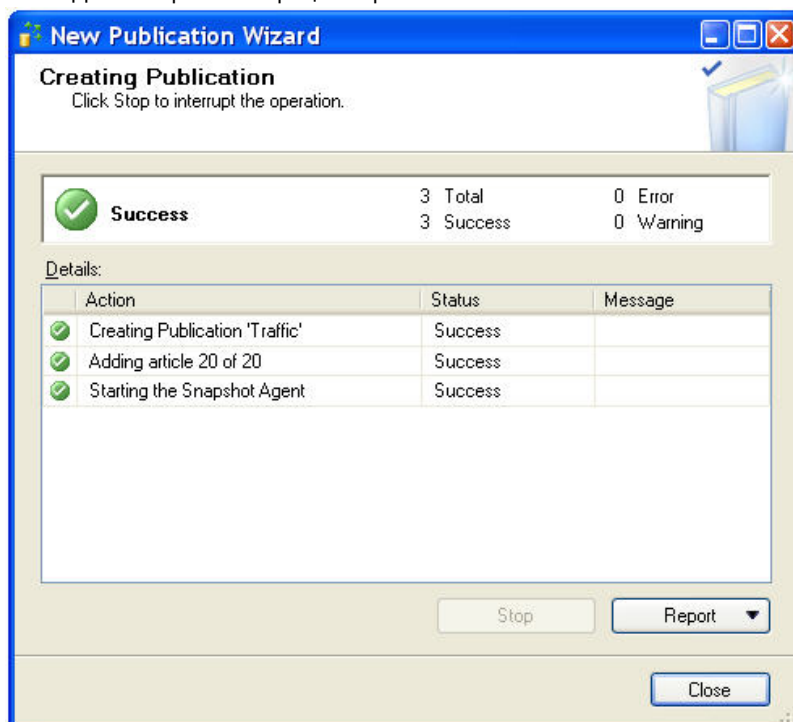 New Publication Wizard
Creating Publication
Click Stop to interrupt the operation.
Success
3 Total
0 Error
3 Success
0 Warning
Details:
Action Status Message
Creating Publication 'Traffic' Success
Adding article 20 of 20 Success
Starting the Snapshot Agent Success
Stop
Report
Close